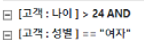 [고객 : 나이] > 24 AND
[고객 : 성별] == "여자"